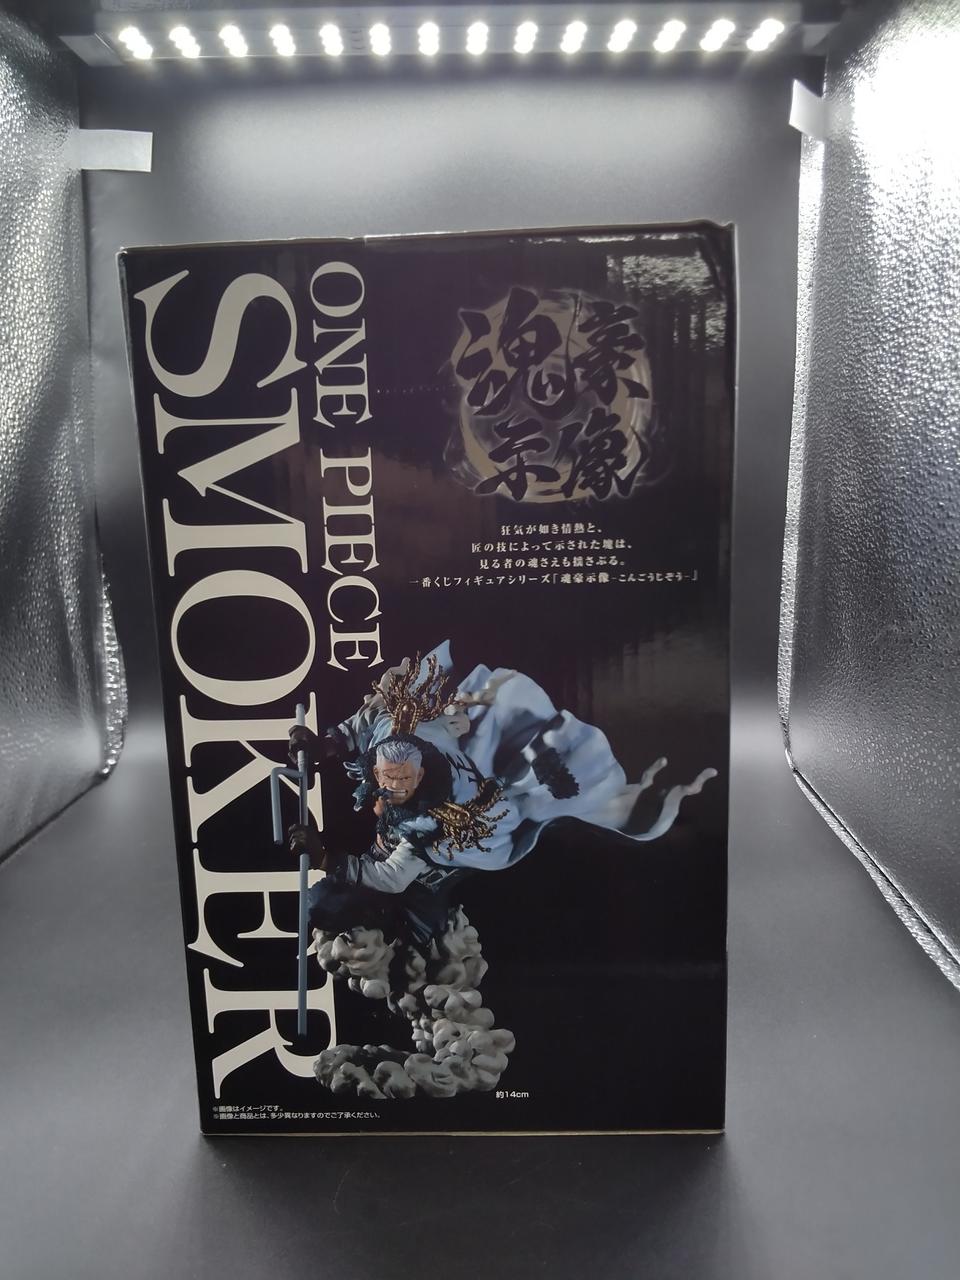 SMOKER
ONE PIECE
魂豪
示像
狂気が如き情熱と、
匠の技によって示された塊は、
見る者の魂さえも揺さぶる。
一番くじフィギュアシリーズ「魂豪示像-こんごうじぞう-」
約14cm
※画像はイメージです。
※画像と商品とは、多少異なりますのでご了承ください。